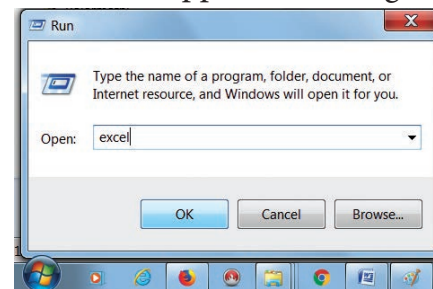 Run
Type the name of a program, folder, document, or
Internet resource, and Windows will open it for you.
Open: excel
OK Cancel Browse...